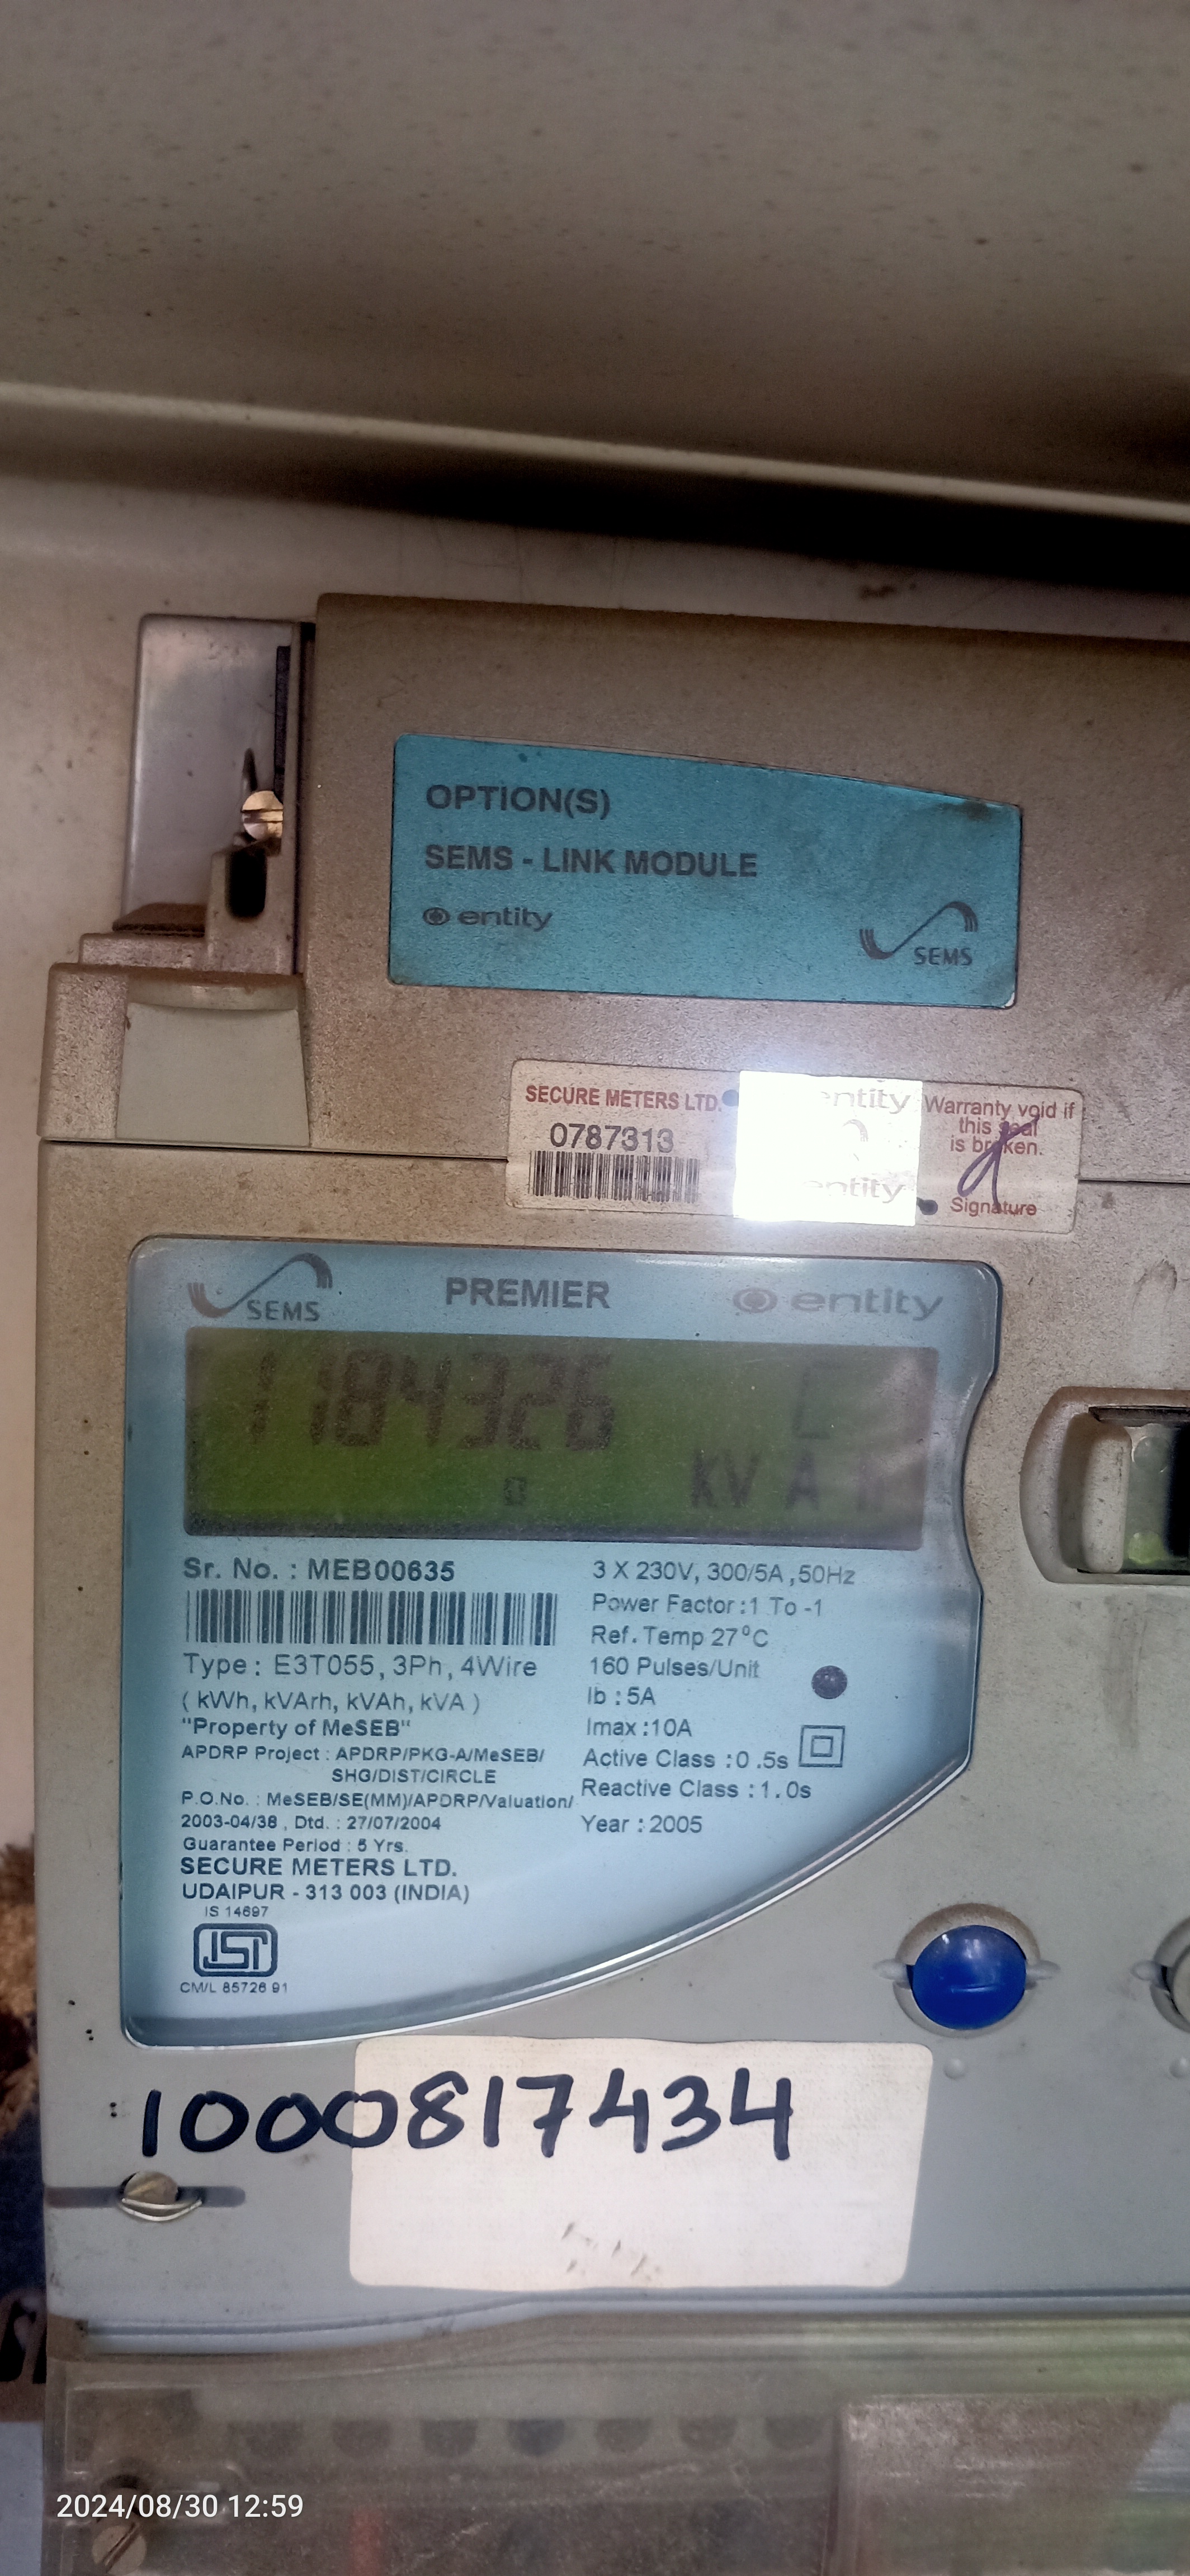 OPTION(S)
SEMS - LINK MODULE
entity
SEMS
SECURE METERS LTD.
0787313
entity
entity
Warranty void if
this seal
is broken.
Signature
SEMS PREMIER entity
1184326 C
kVAh
Sr. No. : MEB00635
Type : E3T055, 3Ph, 4Wire
( kWh, kVArh, kVAh, kVA )
"Property of MeSEB"
APDRP Project : APDRP/PKG-A/MeSEB/
SHG/DIST/CIRCLE
P.O.No. : MeSEB/SE(MM)/APDRP/Valuation/
2003-04/38 , Dtd. : 27/07/2004
Guarantee Period : 5 Yrs.
SECURE METERS LTD.
UDAIPUR - 313 003 (INDIA)
IS 14697
ISI
CM/L 8572691
3 X 230V, 300/5A ,50Hz
Power Factor :1 To -1
Ref. Temp 27°C
160 Pulses/Unit
Ib : 5A
Imax :10A
Active Class : 0 .5s
Reactive Class : 1.0s
Year : 2005
1000817434
2024/08/30 12:59